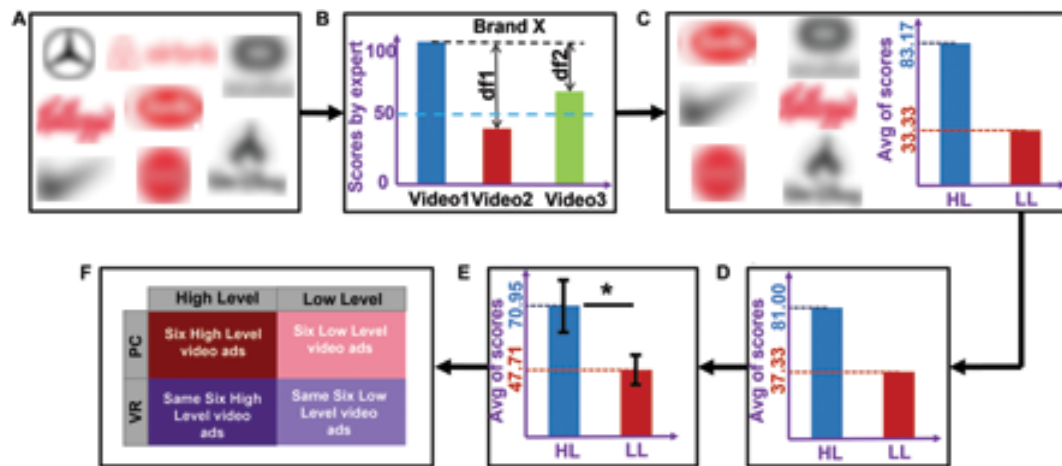 A
B
Brand X
Scores by expert
100
50
0
df1
df2
Video1
Video2
Video3
C
Avg of scores
83.17
33.33
HL
LL
F
High Level
Low Level
PC
Six High Level
video ads
Six Low Level
video ads
VR
Same Six High
Level video
ads
Same Six Low
Level video
ads
E
Avg of scores
70.95
47.71
*
HL
LL
D
Avg of scores
81.00
37.33
HL
LL